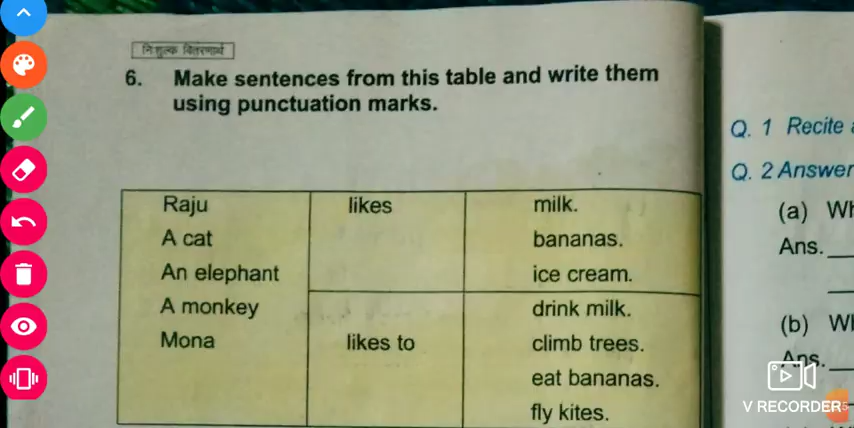 निःशुल्क वितरणार्थ
6. Make sentences from this table and write them
using punctuation marks.
Raju likes milk.
A cat bananas.
An elephant ice cream.
A monkey drink milk.
Mona likes to climb trees.
eat bananas.
fly kites.
Q. 1 Recite
Q. 2 Answer
(a) Wh
Ans.
(b) Wh
Ans.
V RECORDER